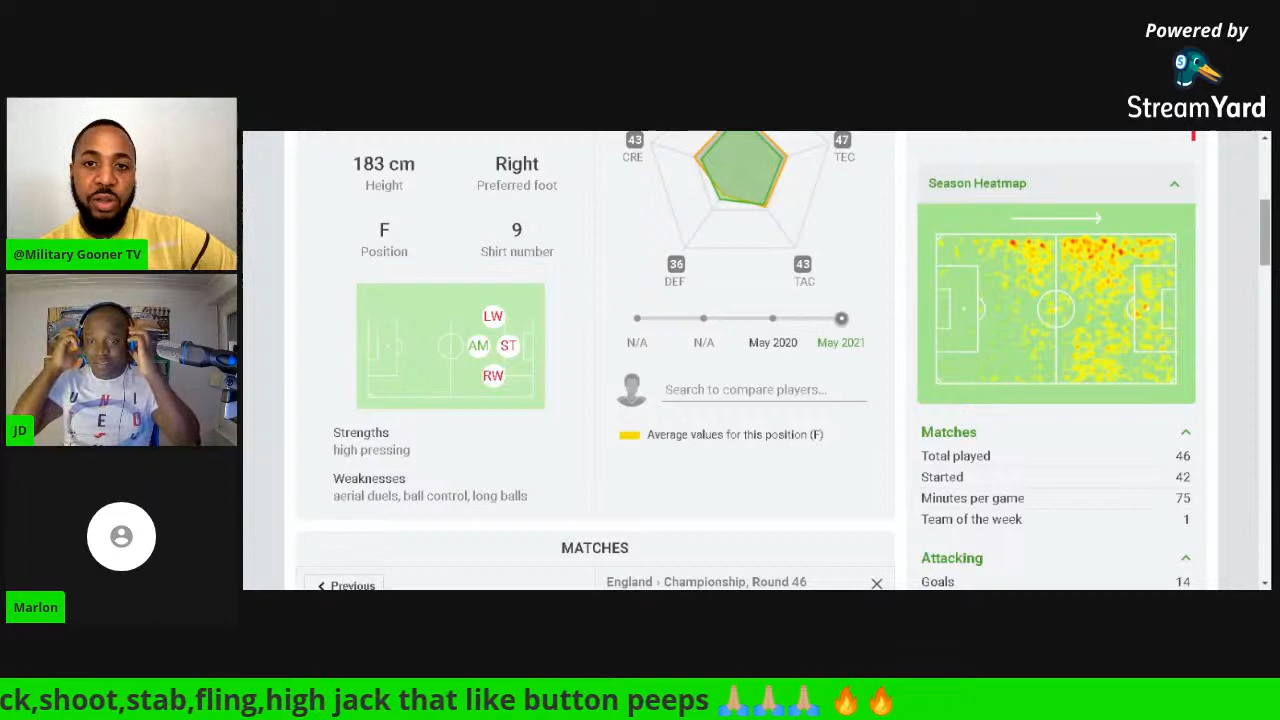 Powered by
StreamYard
@Military Gooner TV
JD
Marlon
183 cm
Height
Right
Preferred foot
F
Position
9
Shirt number
LW
AM
ST
RW
Strengths
high pressing
Weaknesses
aerial duels, ball control, long balls
43
CRE
47
TEC
36
DEF
43
TAC
N/A
N/A
May 2020
May 2021
Search to compare players...
Average values for this position (F)
MATCHES
Previous
England › Championship, Round 46
Season Heatmap
Matches
Total played 46
Started 42
Minutes per game 75
Team of the week 1
Attacking
Goals 14
ck,shoot,stab,fling,high jack that like button peeps 🙏🏼🙏🏼🙏🏼 🔥🔥